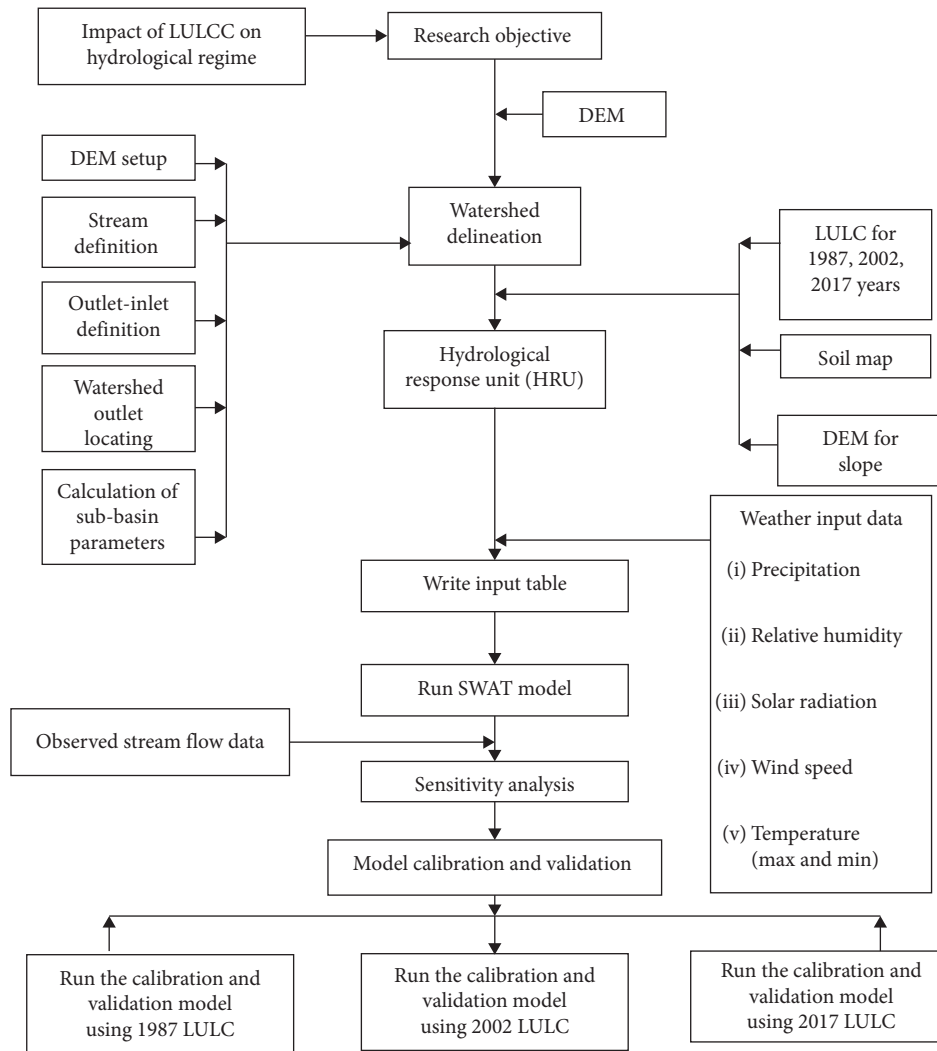 Impact of LULCC on
hydrological regime
Research objective
DEM
DEM setup
Stream
definition
Outlet-inlet
definition
Watershed
outlet
locating
Calculation of
sub-basin
parameters
Watershed
delineation
LULC for
1987, 2002,
2017 years
Soil map
DEM for
slope
Hydrological
response unit (HRU)
Weather input data
(i) Precipitation
(ii) Relative humidity
(iii) Solar radiation
(iv) Wind speed
(v) Temperature
(max and min)
Write input table
Run SWAT model
Observed stream flow data
Sensitivity analysis
Model calibration and validation
Run the calibration and
validation model
using 1987 LULC
Run the calibration and
validation model
using 2002 LULC
Run the calibration and
validation model
using 2017 LULC